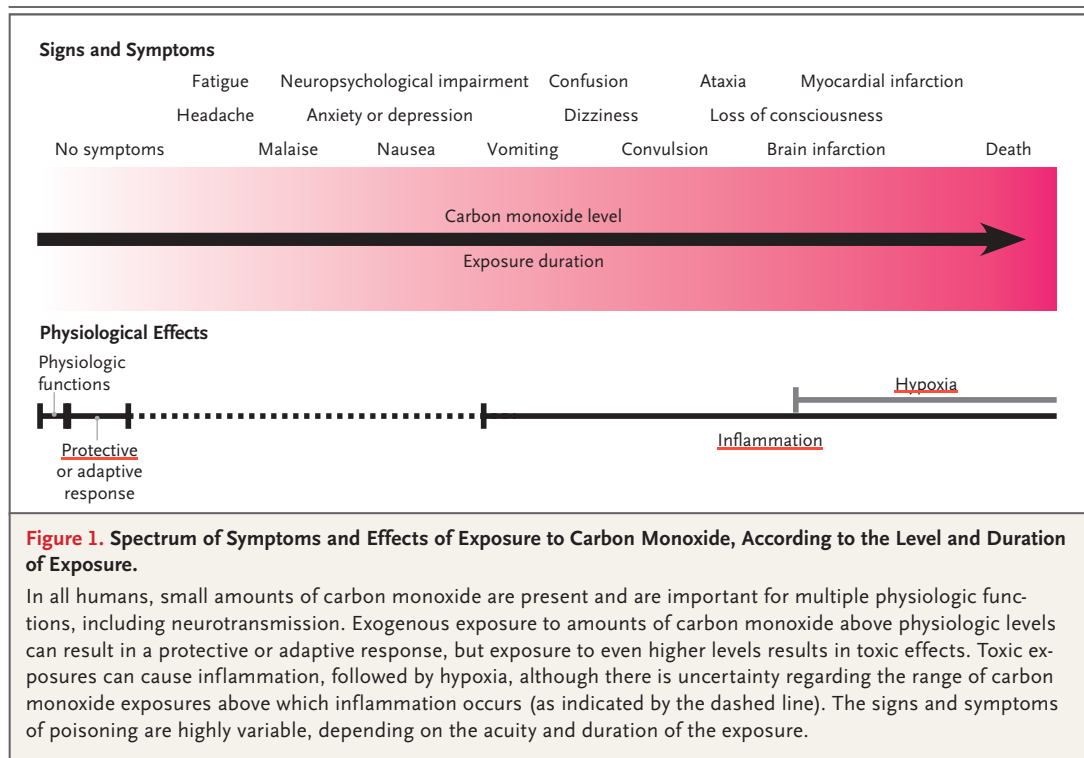 Signs and Symptoms
Fatigue Neuropsychological impairment Confusion Ataxia Myocardial infarction
Headache Anxiety or depression Dizziness Loss of consciousness
No symptoms Malaise Nausea Vomiting Convulsion Brain infarction Death
Carbon monoxide level
Exposure duration
Physiological Effects
Physiologic
functions
Hypoxia
Inflammation
Protective
or adaptive
response
Figure 1. Spectrum of Symptoms and Effects of Exposure to Carbon Monoxide, According to the Level and Duration
of Exposure.
In all humans, small amounts of carbon monoxide are present and are important for multiple physiologic func-
tions, including neurotransmission. Exogenous exposure to amounts of carbon monoxide above physiologic levels
can result in a protective or adaptive response, but exposure to even higher levels results in toxic effects. Toxic ex-
posures can cause inflammation, followed by hypoxia, although there is uncertainty regarding the range of carbon
monoxide exposures above which inflammation occurs (as indicated by the dashed line). The signs and symptoms
of poisoning are highly variable, depending on the acuity and duration of the exposure.